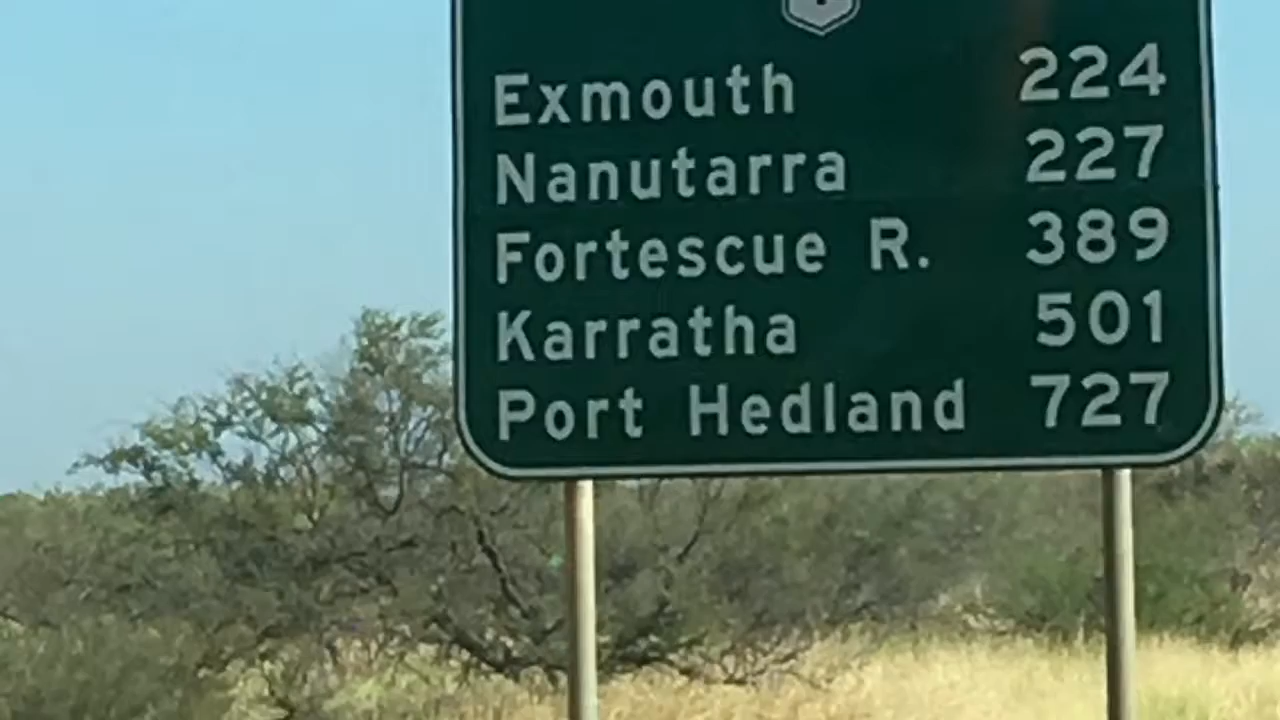 Exmouth 224
Nanutarra 227
Fortescue R. 389
Karratha 501
Port Hedland 727